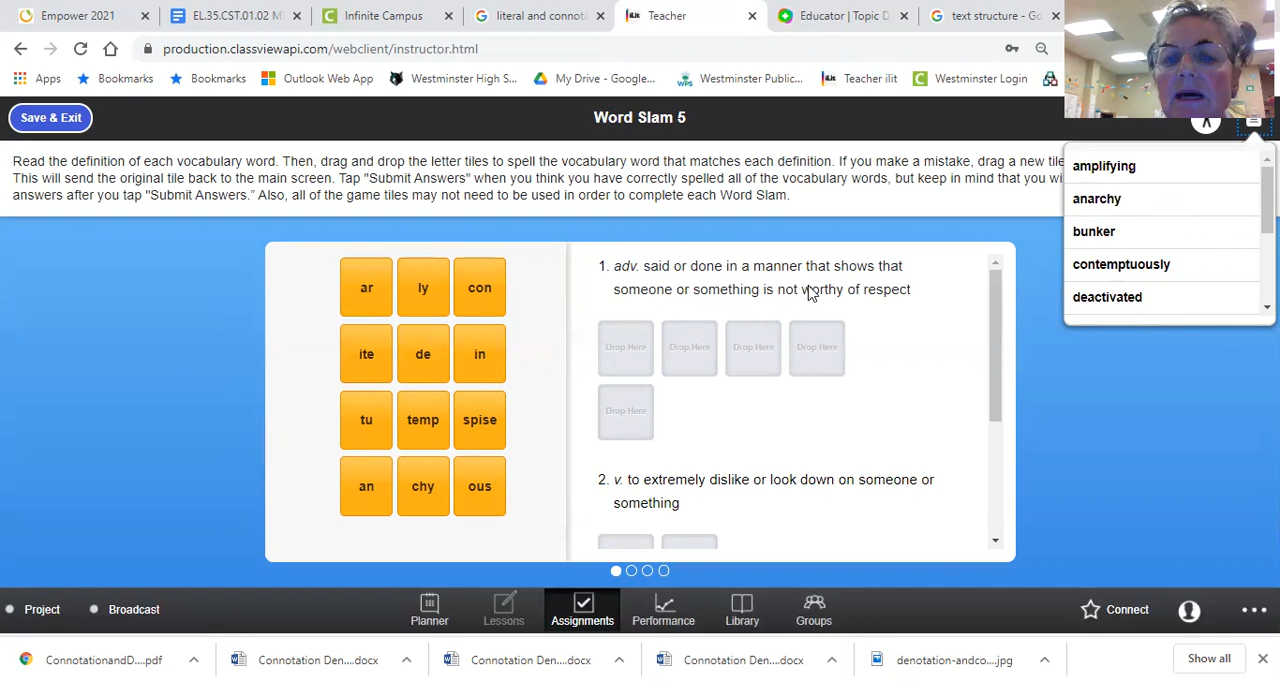 Empower 2021
EL.35.CST.01.02 MI
Infinite Campus
literal and connota
iLit Teacher
Educator | Topic D
text structure - Go
production.classviewapi.com/webclient/instructor.html
Apps
Bookmarks
Bookmarks
Outlook Web App
Westminster High S...
My Drive - Google...
Westminster Public...
iLit Teacher ilit
Westminster Login
Save & Exit
Word Slam 5
Read the definition of each vocabulary word. Then, drag and drop the letter tiles to spell the vocabulary word that matches each definition. If you make a mistake, drag a new tile
This will send the original tile back to the main screen. Tap "Submit Answers" when you think you have correctly spelled all of the vocabulary words, but keep in mind that you wi
answers after you tap "Submit Answers." Also, all of the game tiles may not need to be used in order to complete each Word Slam.
amplifying
anarchy
bunker
contemptuously
deactivated
ar ly con
ite de in
tu temp spise
an chy ous
1. adv. said or done in a manner that shows that
someone or something is not worthy of respect
Drop Here Drop Here Drop Here Drop Here
Drop Here
2. v. to extremely dislike or look down on someone or
something
Project
Broadcast
Planner
Lessons
Assignments
Performance
Library
Groups
Connect
ConnotationandD....pdf
Connotation Den....docx
Connotation Den....docx
Connotation Den....docx
denotation-andco....jpg
Show all